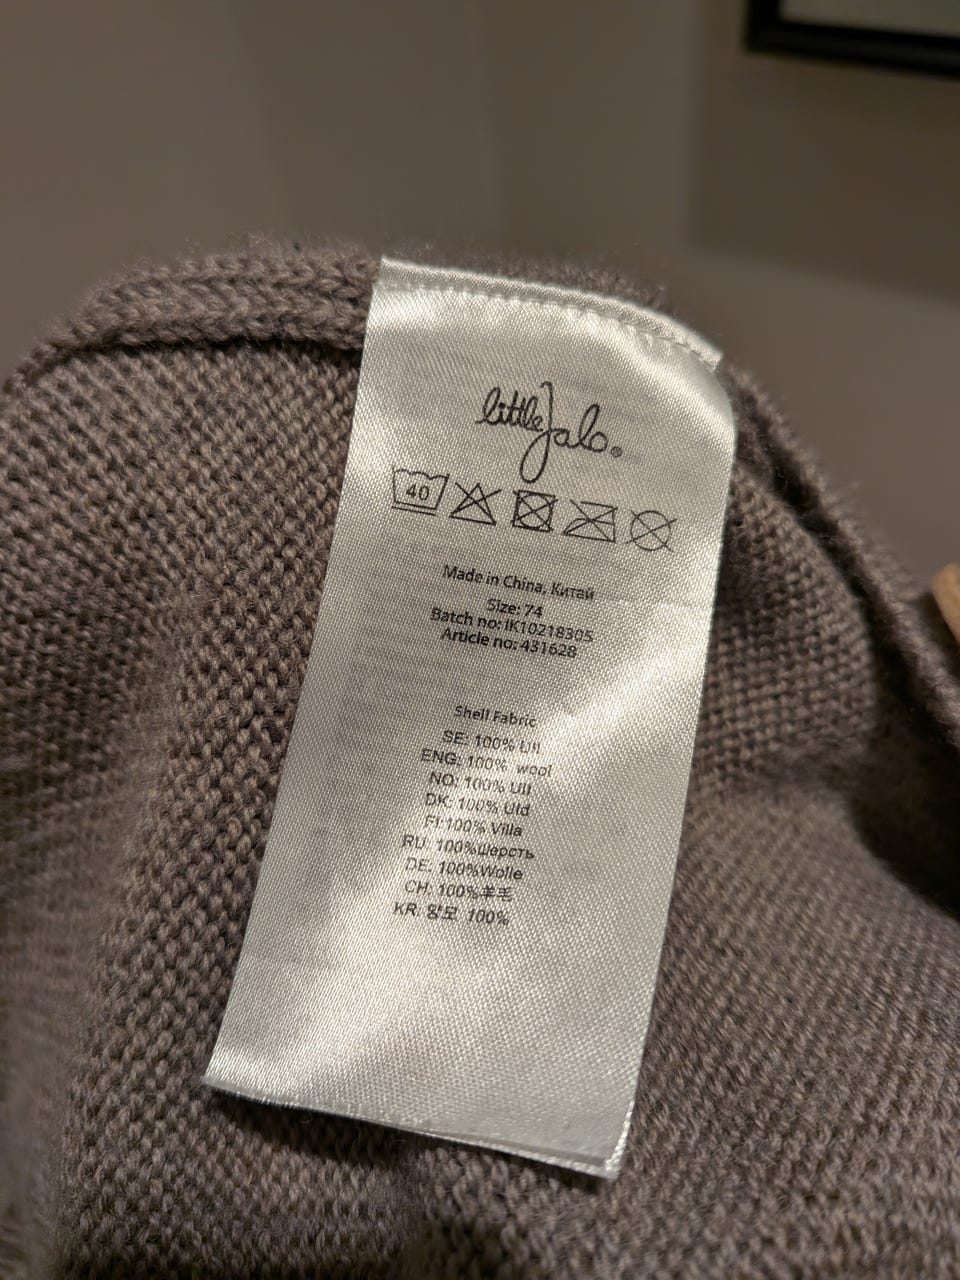 little Jalo®
40
Made in China, Китай
Size: 74
Batch no: IK10218305
Article no: 431628
Shell Fabric
SE: 100% Ull
ENG: 100% wool
NO: 100% Ull
DK: 100% Uld
FI:100% Villa
RU: 100%Шерсть
DE: 100%Wolle
CH: 100%羊毛
KR: 양모 100%